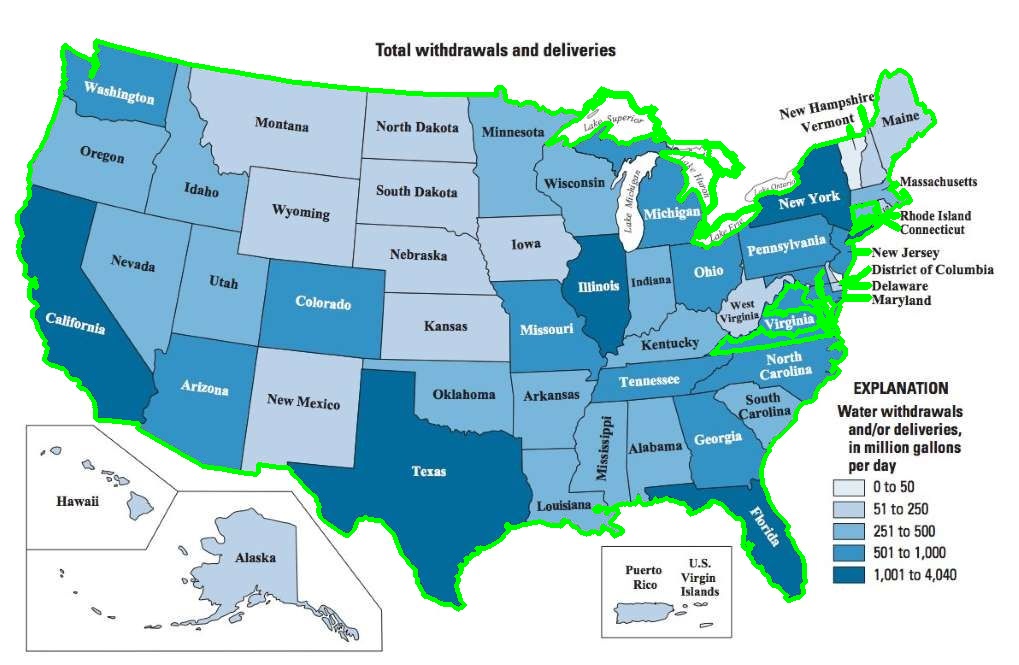 Total withdrawals and deliveries
Washington
Montana
North Dakota
Minnesota
Lake Superior
New Hampshire
Vermont
Maine
Oregon
Idaho
Wyoming
South Dakota
Wisconsin
Lake Michigan
Lake Huron
Michigan
Lake Ontario
New York
Massachusetts
Rhode Island
Connecticut
Lake Erie
Nevada
Utah
Colorado
Nebraska
Iowa
Illinois
Indiana
Ohio
Pennsylvania
New Jersey
District of Columbia
Delaware
Maryland
California
Kansas
Missouri
Kentucky
West
Virginia
Virginia
Arizona
New Mexico
Oklahoma
Arkansas
Tennessee
North
Carolina
South
Carolina
Texas
Louisiana
Mississippi
Alabama
Georgia
Florida
Hawaii
Alaska
Puerto
Rico
U.S.
Virgin
Islands
EXPLANATION
Water withdrawals
and/or deliveries,
in million gallons
per day
0 to 50
51 to 250
251 to 500
501 to 1,000
1,001 to 4,040